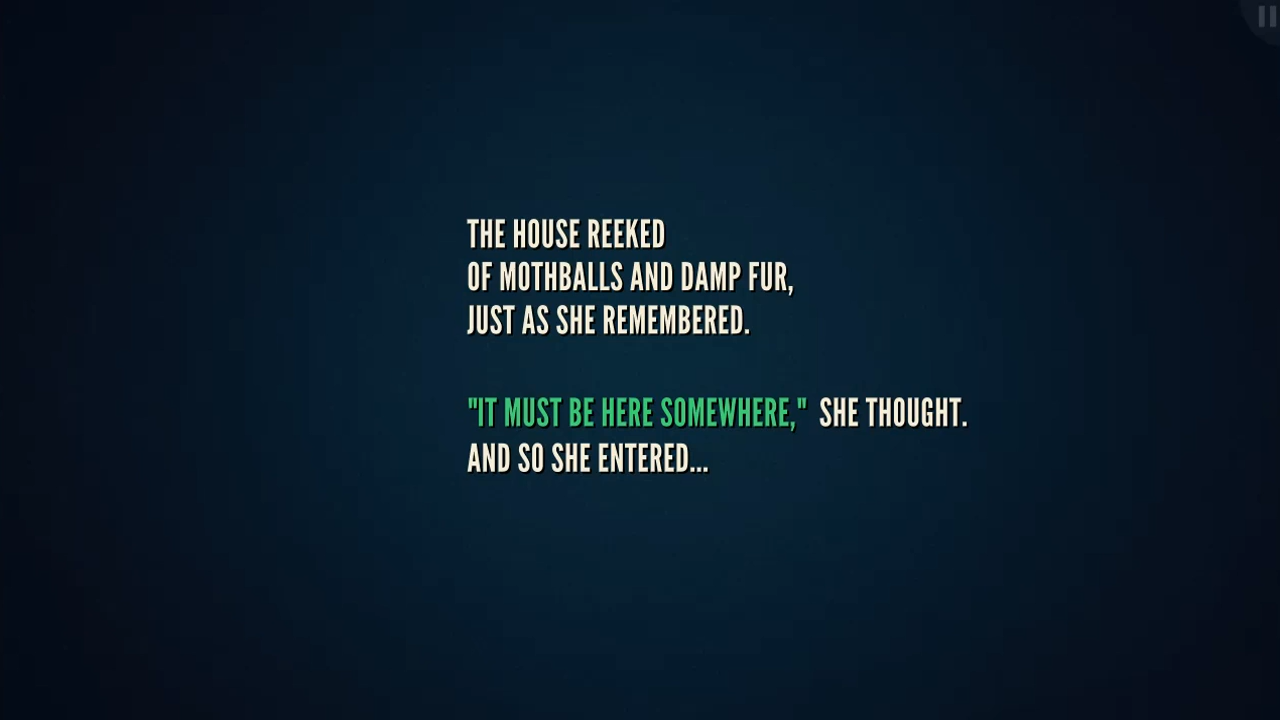 THE HOUSE REEKED
OF MOTHBALLS AND DAMP FUR,
JUST AS SHE REMEMBERED.
"IT MUST BE HERE SOMEWHERE," SHE THOUGHT.
AND SO SHE ENTERED...